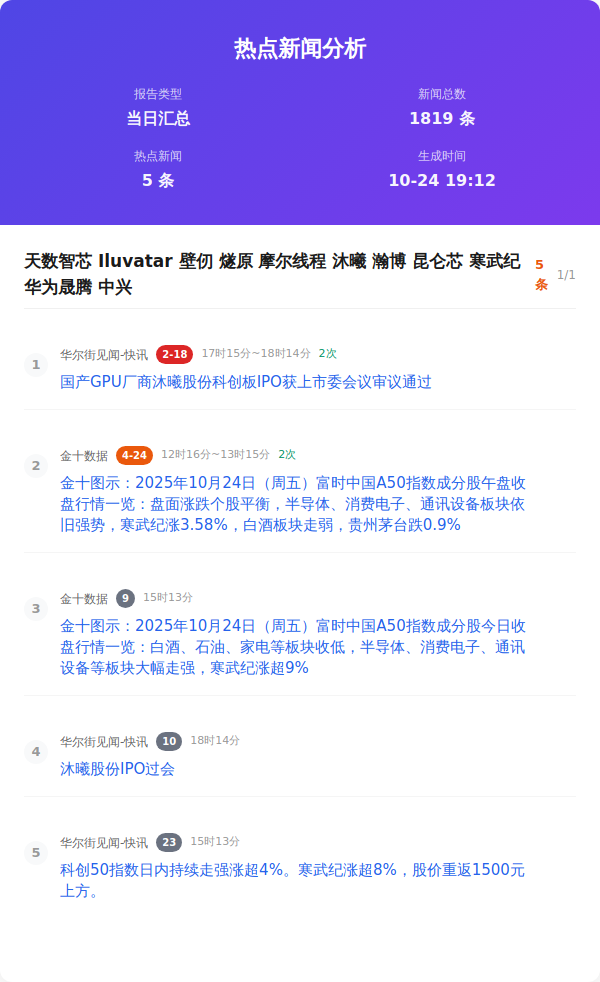 热点新闻分析
报告类型
当日汇总
新闻总数
1819 条
热点新闻
5 条
生成时间
10-24 19:12
天数智芯 Iluvatar 壁仞 燧原 摩尔线程 沐曦 瀚博 昆仑芯 寒武纪
华为晟腾 中兴
5
条
1/1
1
华尔街见闻-快讯 2-18 17时15分~18时14分 2次
国产GPU厂商沐曦股份科创板IPO获上市委会议审议通过
2
金十数据 4-24 12时16分~13时15分 2次
金十图示：2025年10月24日（周五）富时中国A50指数成分股午盘收
盘行情一览：盘面涨跌个股平衡，半导体、消费电子、通讯设备板块依
旧强势，寒武纪涨3.58%，白酒板块走弱，贵州茅台跌0.9%
3
金十数据 9 15时13分
金十图示：2025年10月24日（周五）富时中国A50指数成分股今日收
盘行情一览：白酒、石油、家电等板块收低，半导体、消费电子、通讯
设备等板块大幅走强，寒武纪涨超9%
4
华尔街见闻-快讯 10 18时14分
沐曦股份IPO过会
5
华尔街见闻-快讯 23 15时13分
科创50指数日内持续走强涨超4%。寒武纪涨超8%，股价重返1500元
上方。